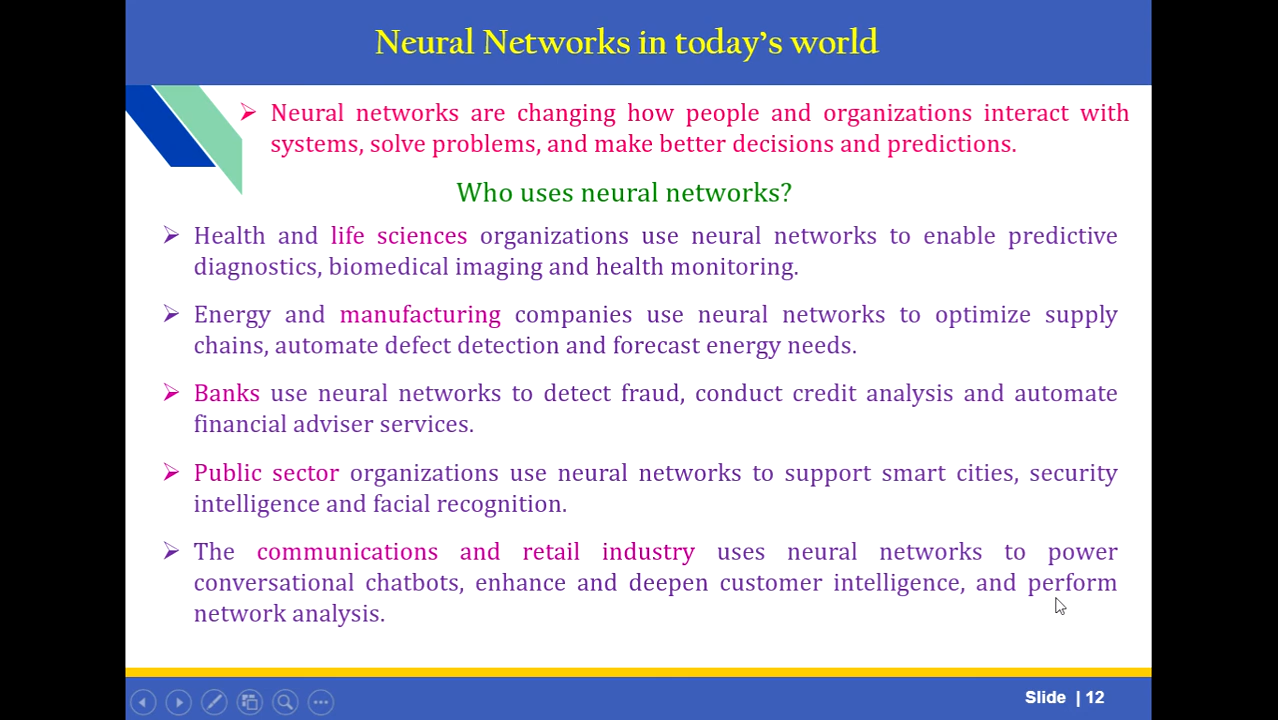 Neural Networks in today's world
Neural networks are changing how people and organizations interact with
systems, solve problems, and make better decisions and predictions.
Who uses neural networks?
Health and life sciences organizations use neural networks to enable predictive
diagnostics, biomedical imaging and health monitoring.
Energy and manufacturing companies use neural networks to optimize supply
chains, automate defect detection and forecast energy needs.
Banks use neural networks to detect fraud, conduct credit analysis and automate
financial adviser services.
Public sector organizations use neural networks to support smart cities, security
intelligence and facial recognition.
The communications and retail industry uses neural networks to power
conversational chatbots, enhance and deepen customer intelligence, and perform
network analysis.
Slide | 12